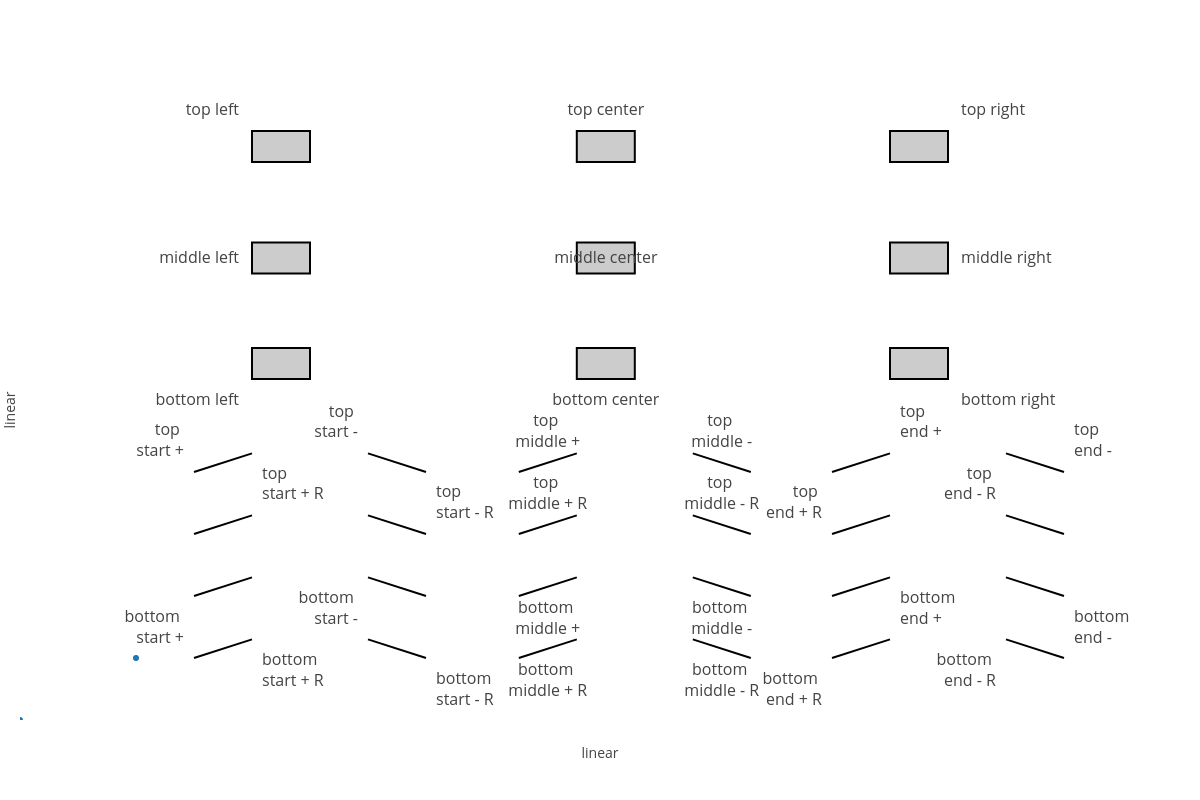 top left
top center
top right
middle left
middle center
middle right
bottom left
bottom center
bottom right
linear
top
start +
top
start -
top
middle +
top
middle -
top
end +
top
end -
top
start + R
top
start - R
top
middle + R
top
middle - R
top
end + R
top
end - R
bottom
start +
bottom
start -
bottom
middle +
bottom
middle -
bottom
end +
bottom
end -
bottom
start + R
bottom
start - R
bottom
middle + R
bottom
middle - R
bottom
end + R
bottom
end - R
linear